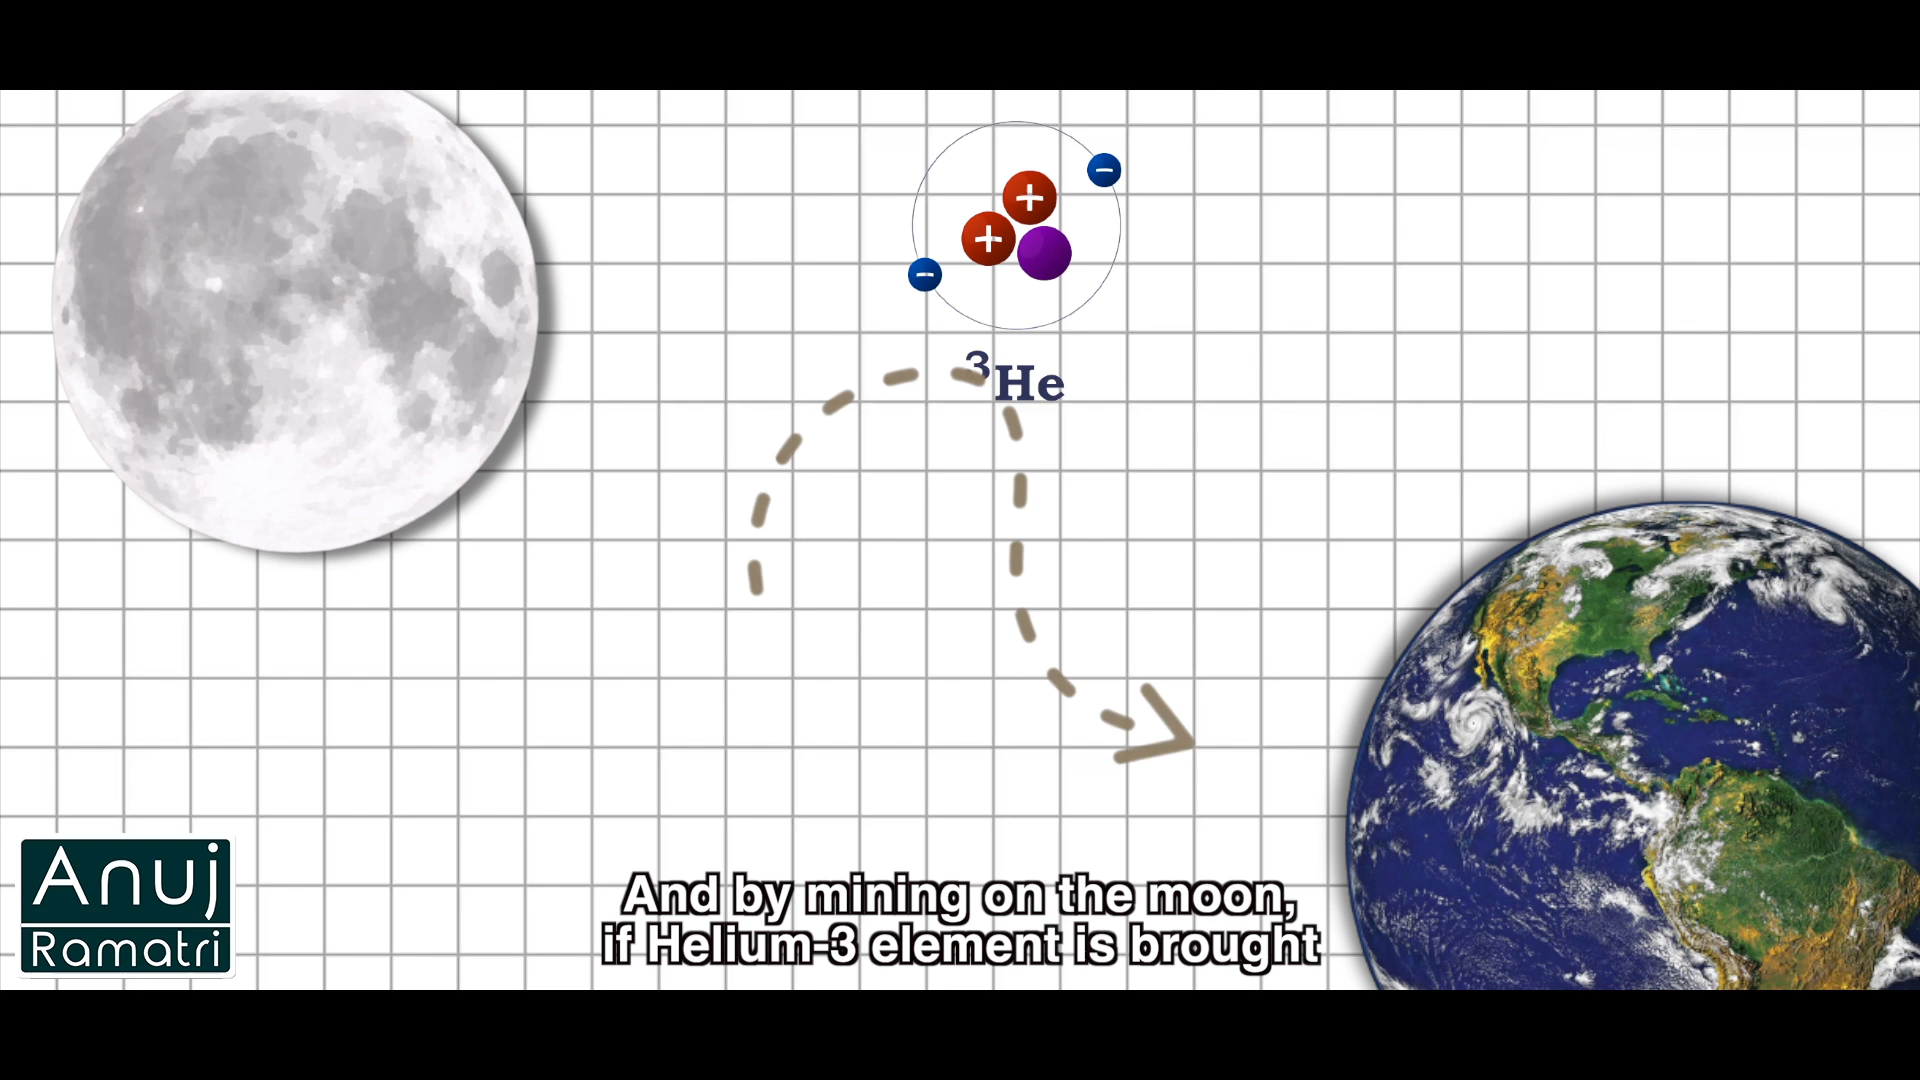 ³He
Anuj
Ramatri
And by mining on the moon,
if Helium-3 element is brought